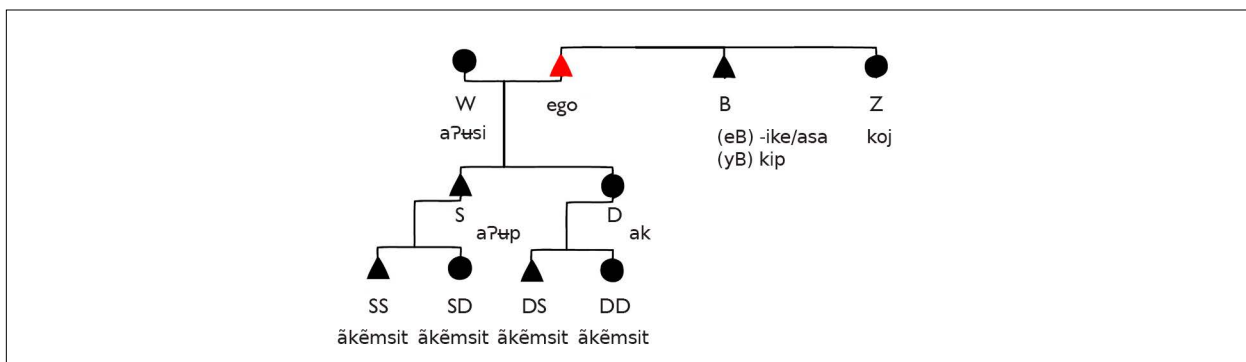 W ego B Z
aʔʉsi (eB) -ike/asa koj
(yB) kip
S D
aʔʉp ak
SS SD DS DD
ãkẽmsit ãkẽmsit ãkẽmsit ãkẽmsit